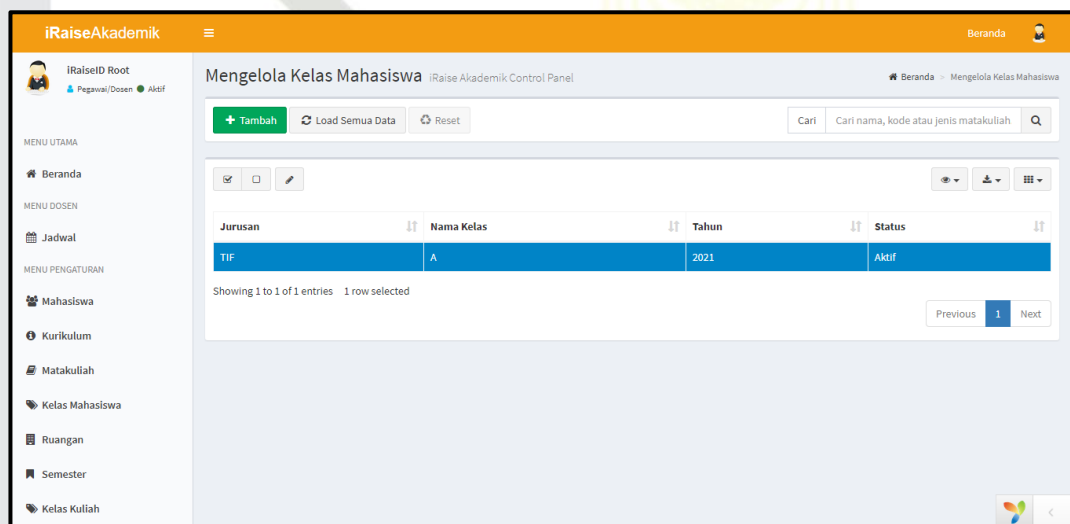 iRaiseAkademik
Beranda
iRaiseID Root
Pegawai/Dosen Aktif
MENU UTAMA
Beranda
MENU DOSEN
Jadwal
MENU PENGATURAN
Mahasiswa
Kurikulum
Matakuliah
Kelas Mahasiswa
Ruangan
Semester
Kelas Kuliah
Mengelola Kelas Mahasiswa iRaise Akademik Control Panel
Beranda > Mengelola Kelas Mahasiswa
Tambah Load Semua Data Reset
Cari Cari nama, kode atau jenis matakuliah
Jurusan Nama Kelas Tahun Status
TIF A 2021 Aktif
Showing 1 to 1 of 1 entries 1 row selected
Previous 1 Next